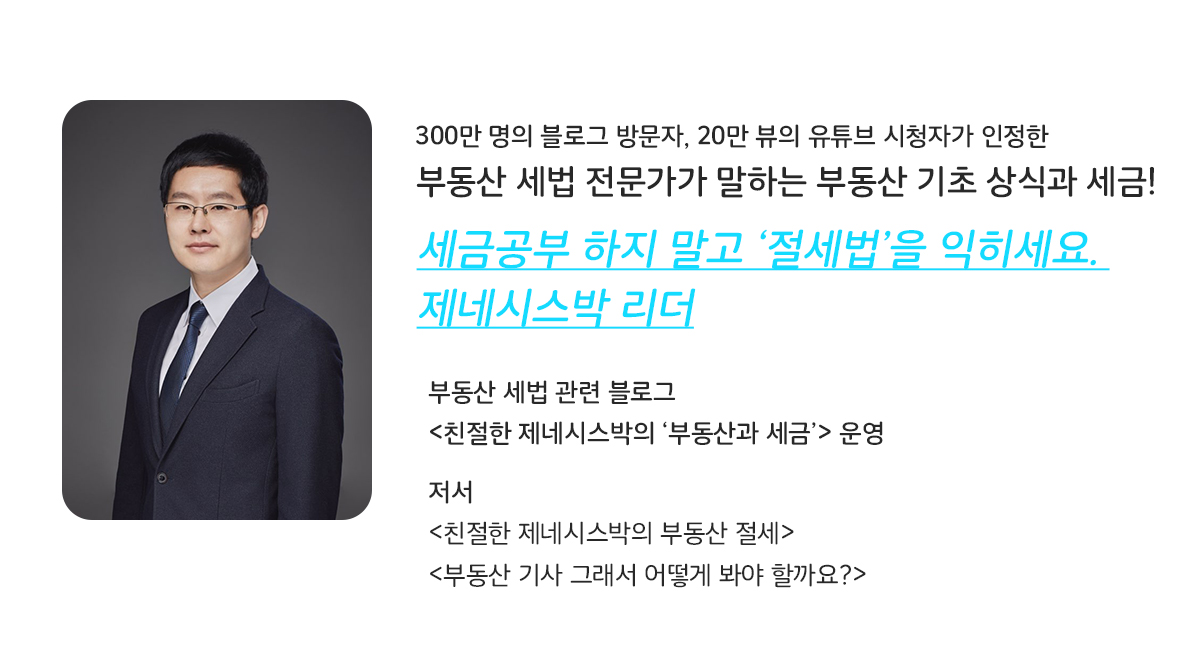 300만 명의 블로그 방문자, 20만 뷰의 유튜브 시청자가 인정한
부동산 세법 전문가가 말하는 부동산 기초 상식과 세금!
세금공부 하지 말고 ‘절세법’을 익히세요.
제네시스박 리더
부동산 세법 관련 블로그
<친절한 제네시스박의 ‘부동산과 세금’> 운영
저서
<친절한 제네시스박의 부동산 절세>
<부동산 기사 그래서 어떻게 봐야 할까요?>